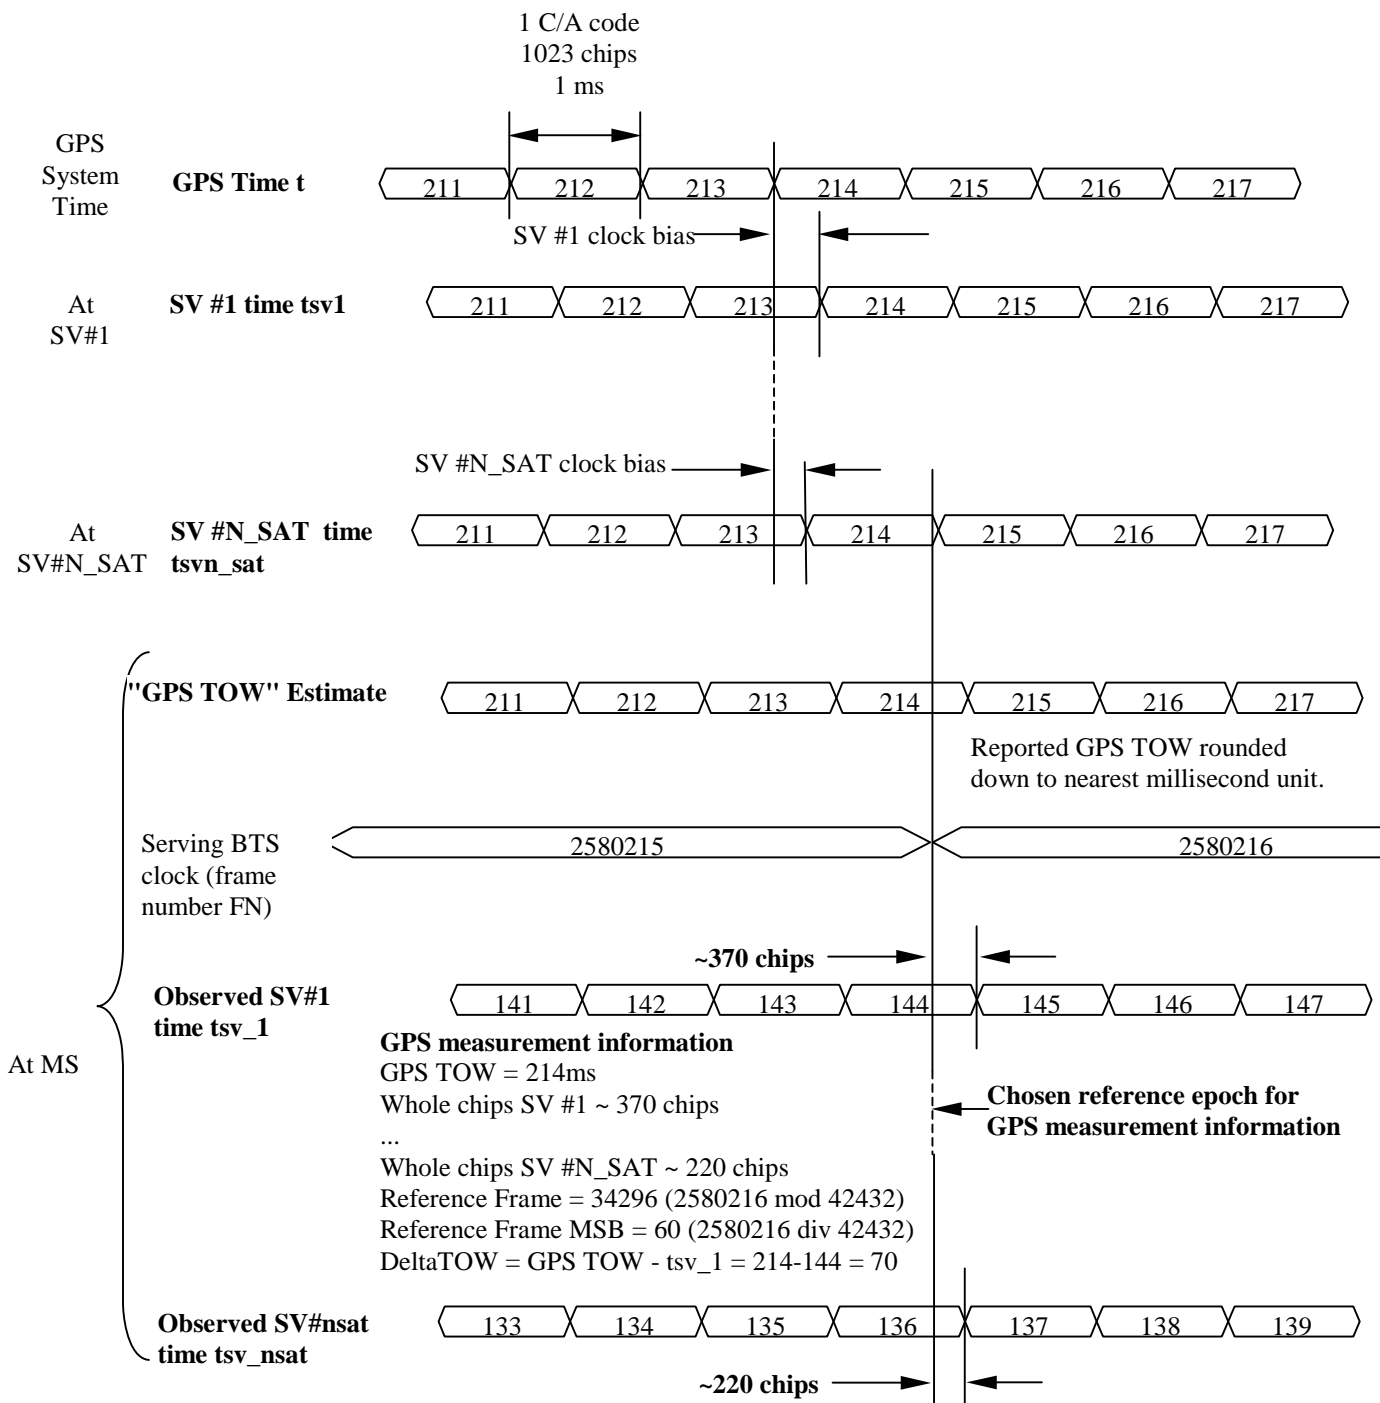 1 C/A code
1023 chips
1 ms
GPS
System
Time
GPS Time t
211 212 213 214 215 216 217
SV #1 clock bias
At
SV#1
SV #1 time tsv1
211 212 213 214 215 216 217
SV #N_SAT clock bias
At
SV#N_SAT
SV #N_SAT time
tsvn_sat
211 212 213 214 215 216 217
"GPS TOW" Estimate
211 212 213 214 215 216 217
Reported GPS TOW rounded
down to nearest millisecond unit.
Serving BTS
clock (frame
number FN)
2580215 2580216
~370 chips
Observed SV#1
time tsv_1
141 142 143 144 145 146 147
At MS
GPS measurement information
GPS TOW = 214ms
Whole chips SV #1 ~ 370 chips
...
Whole chips SV #N_SAT ~ 220 chips
Reference Frame = 34296 (2580216 mod 42432)
Reference Frame MSB = 60 (2580216 div 42432)
DeltaTOW = GPS TOW - tsv_1 = 214-144 = 70
Chosen reference epoch for
GPS measurement information
Observed SV#nsat
time tsv_nsat
133 134 135 136 137 138 139
~220 chips